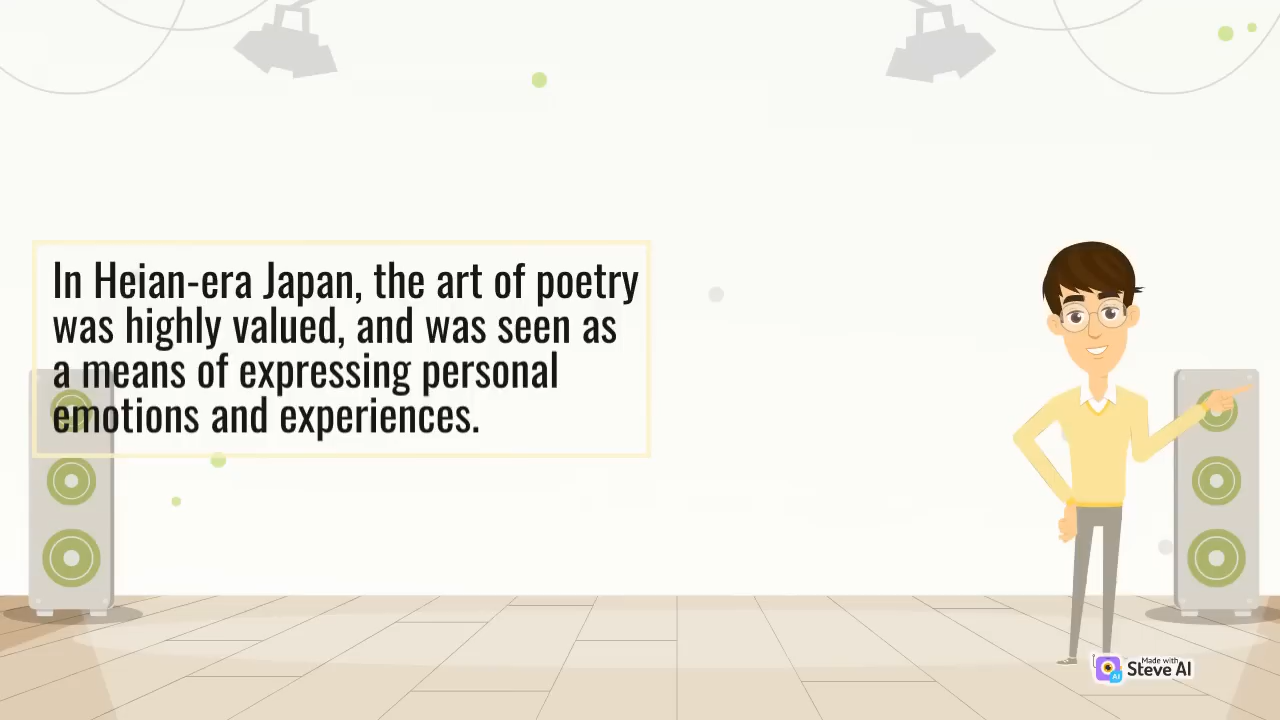 In Heian-era Japan, the art of poetry
was highly valued, and was seen as
a means of expressing personal
emotions and experiences.
Made with
Steve AI
AI